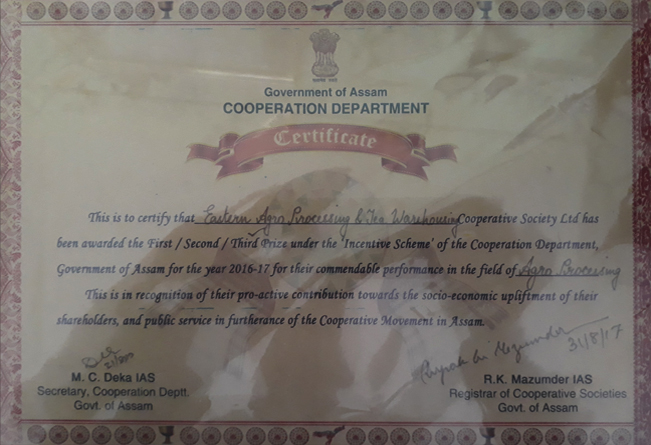 Government of Assam
COOPERATION DEPARTMENT
Certificate
This is to certify that Eastern Agro Processing & Tea Warehousing Cooperative Society Ltd has
been awarded the First / Second / Third Prize under the 'Incentive Scheme' of the Cooperation Department,
Government of Assam for the year 2016-17 for their commendable performance in the field of Agro Processing
This is in recognition of their pro-active contribution towards the socio-economic upliftment of their
shareholders, and public service in furtherance of the Cooperative Movement in Assam.
31/8/17
M. C. Deka IAS
Secretary, Cooperation Deptt.
Govt. of Assam
R.K. Mazumder IAS
Registrar of Cooperative Societies
Govt. of Assam